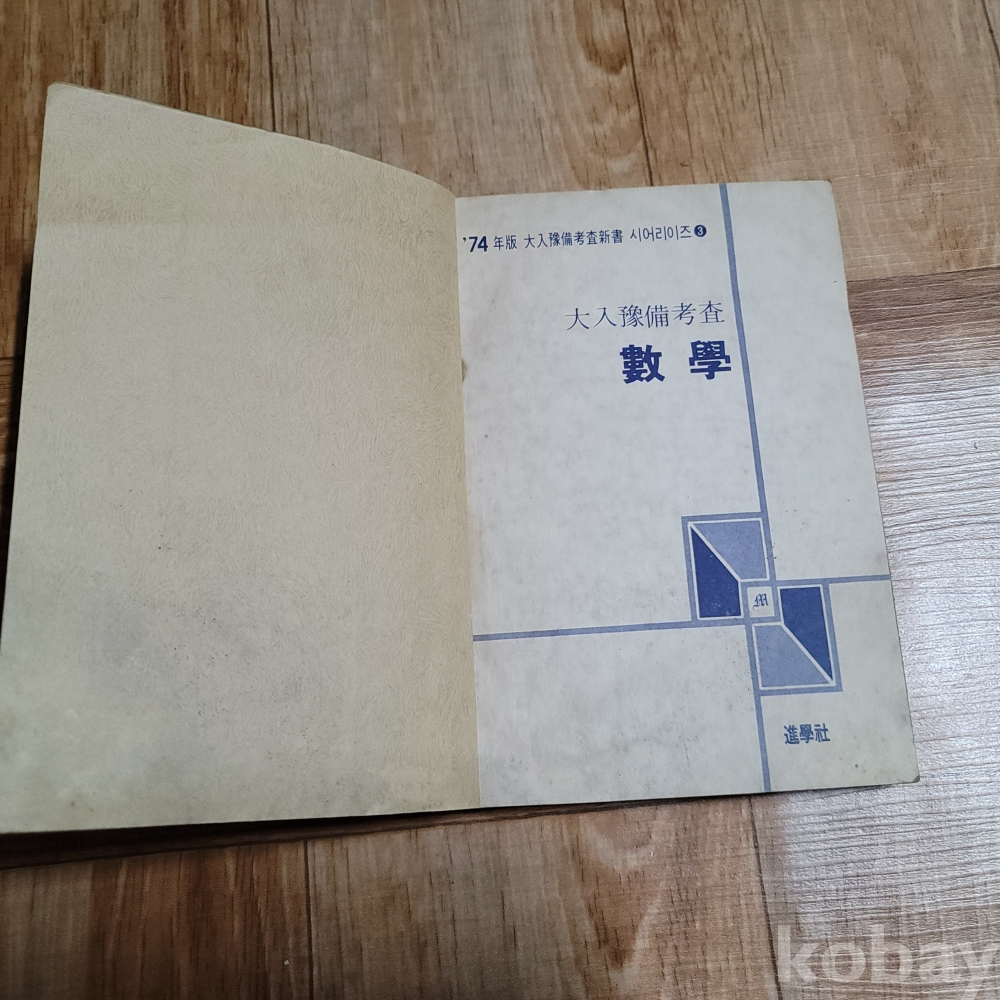 '74 年版 大入豫備考査新書 시어리이즈 ❸
大入豫備考査
數學
M
進學社
kobay